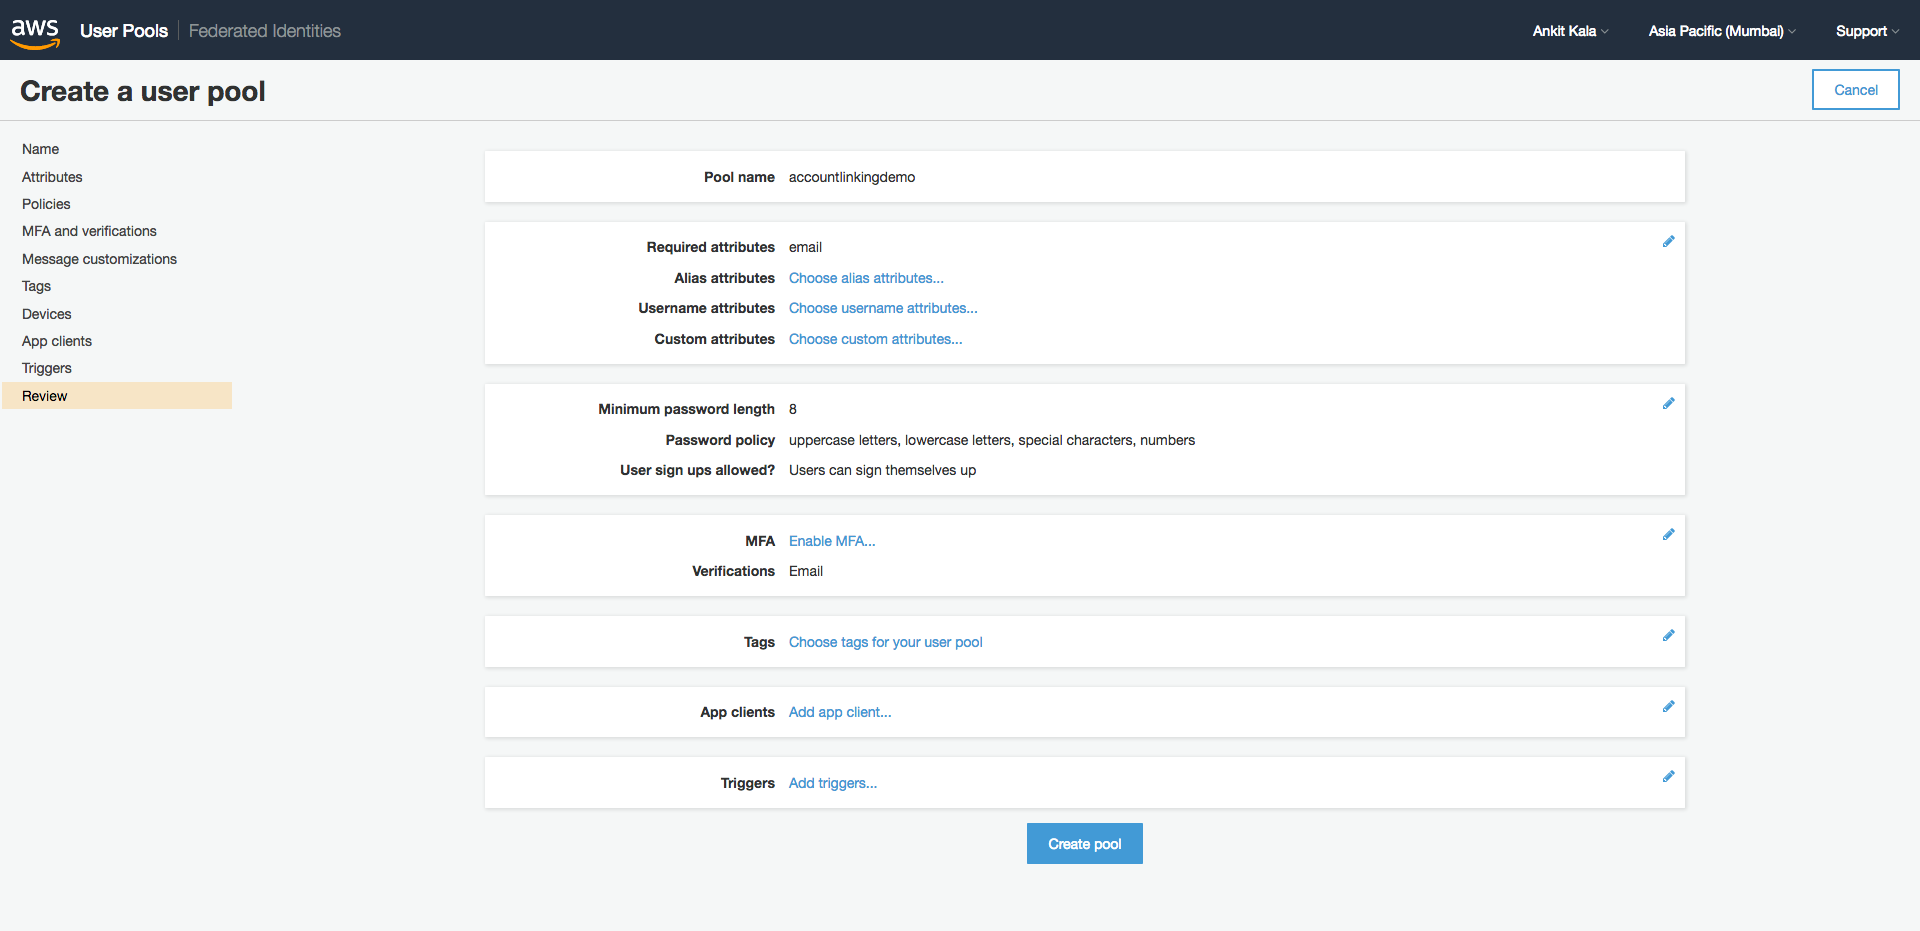 aws User Pools Federated Identities Ankit Kala Asia Pacific (Mumbai) Support
Create a user pool Cancel
Name
Attributes
Policies
MFA and verifications
Message customizations
Tags
Devices
App clients
Triggers
Review
Pool name accountlinkingdemo
Required attributes email
Alias attributes Choose alias attributes...
Username attributes Choose username attributes...
Custom attributes Choose custom attributes...
Minimum password length 8
Password policy uppercase letters, lowercase letters, special characters, numbers
User sign ups allowed? Users can sign themselves up
MFA Enable MFA...
Verifications Email
Tags Choose tags for your user pool
App clients Add app client...
Triggers Add triggers...
Create pool